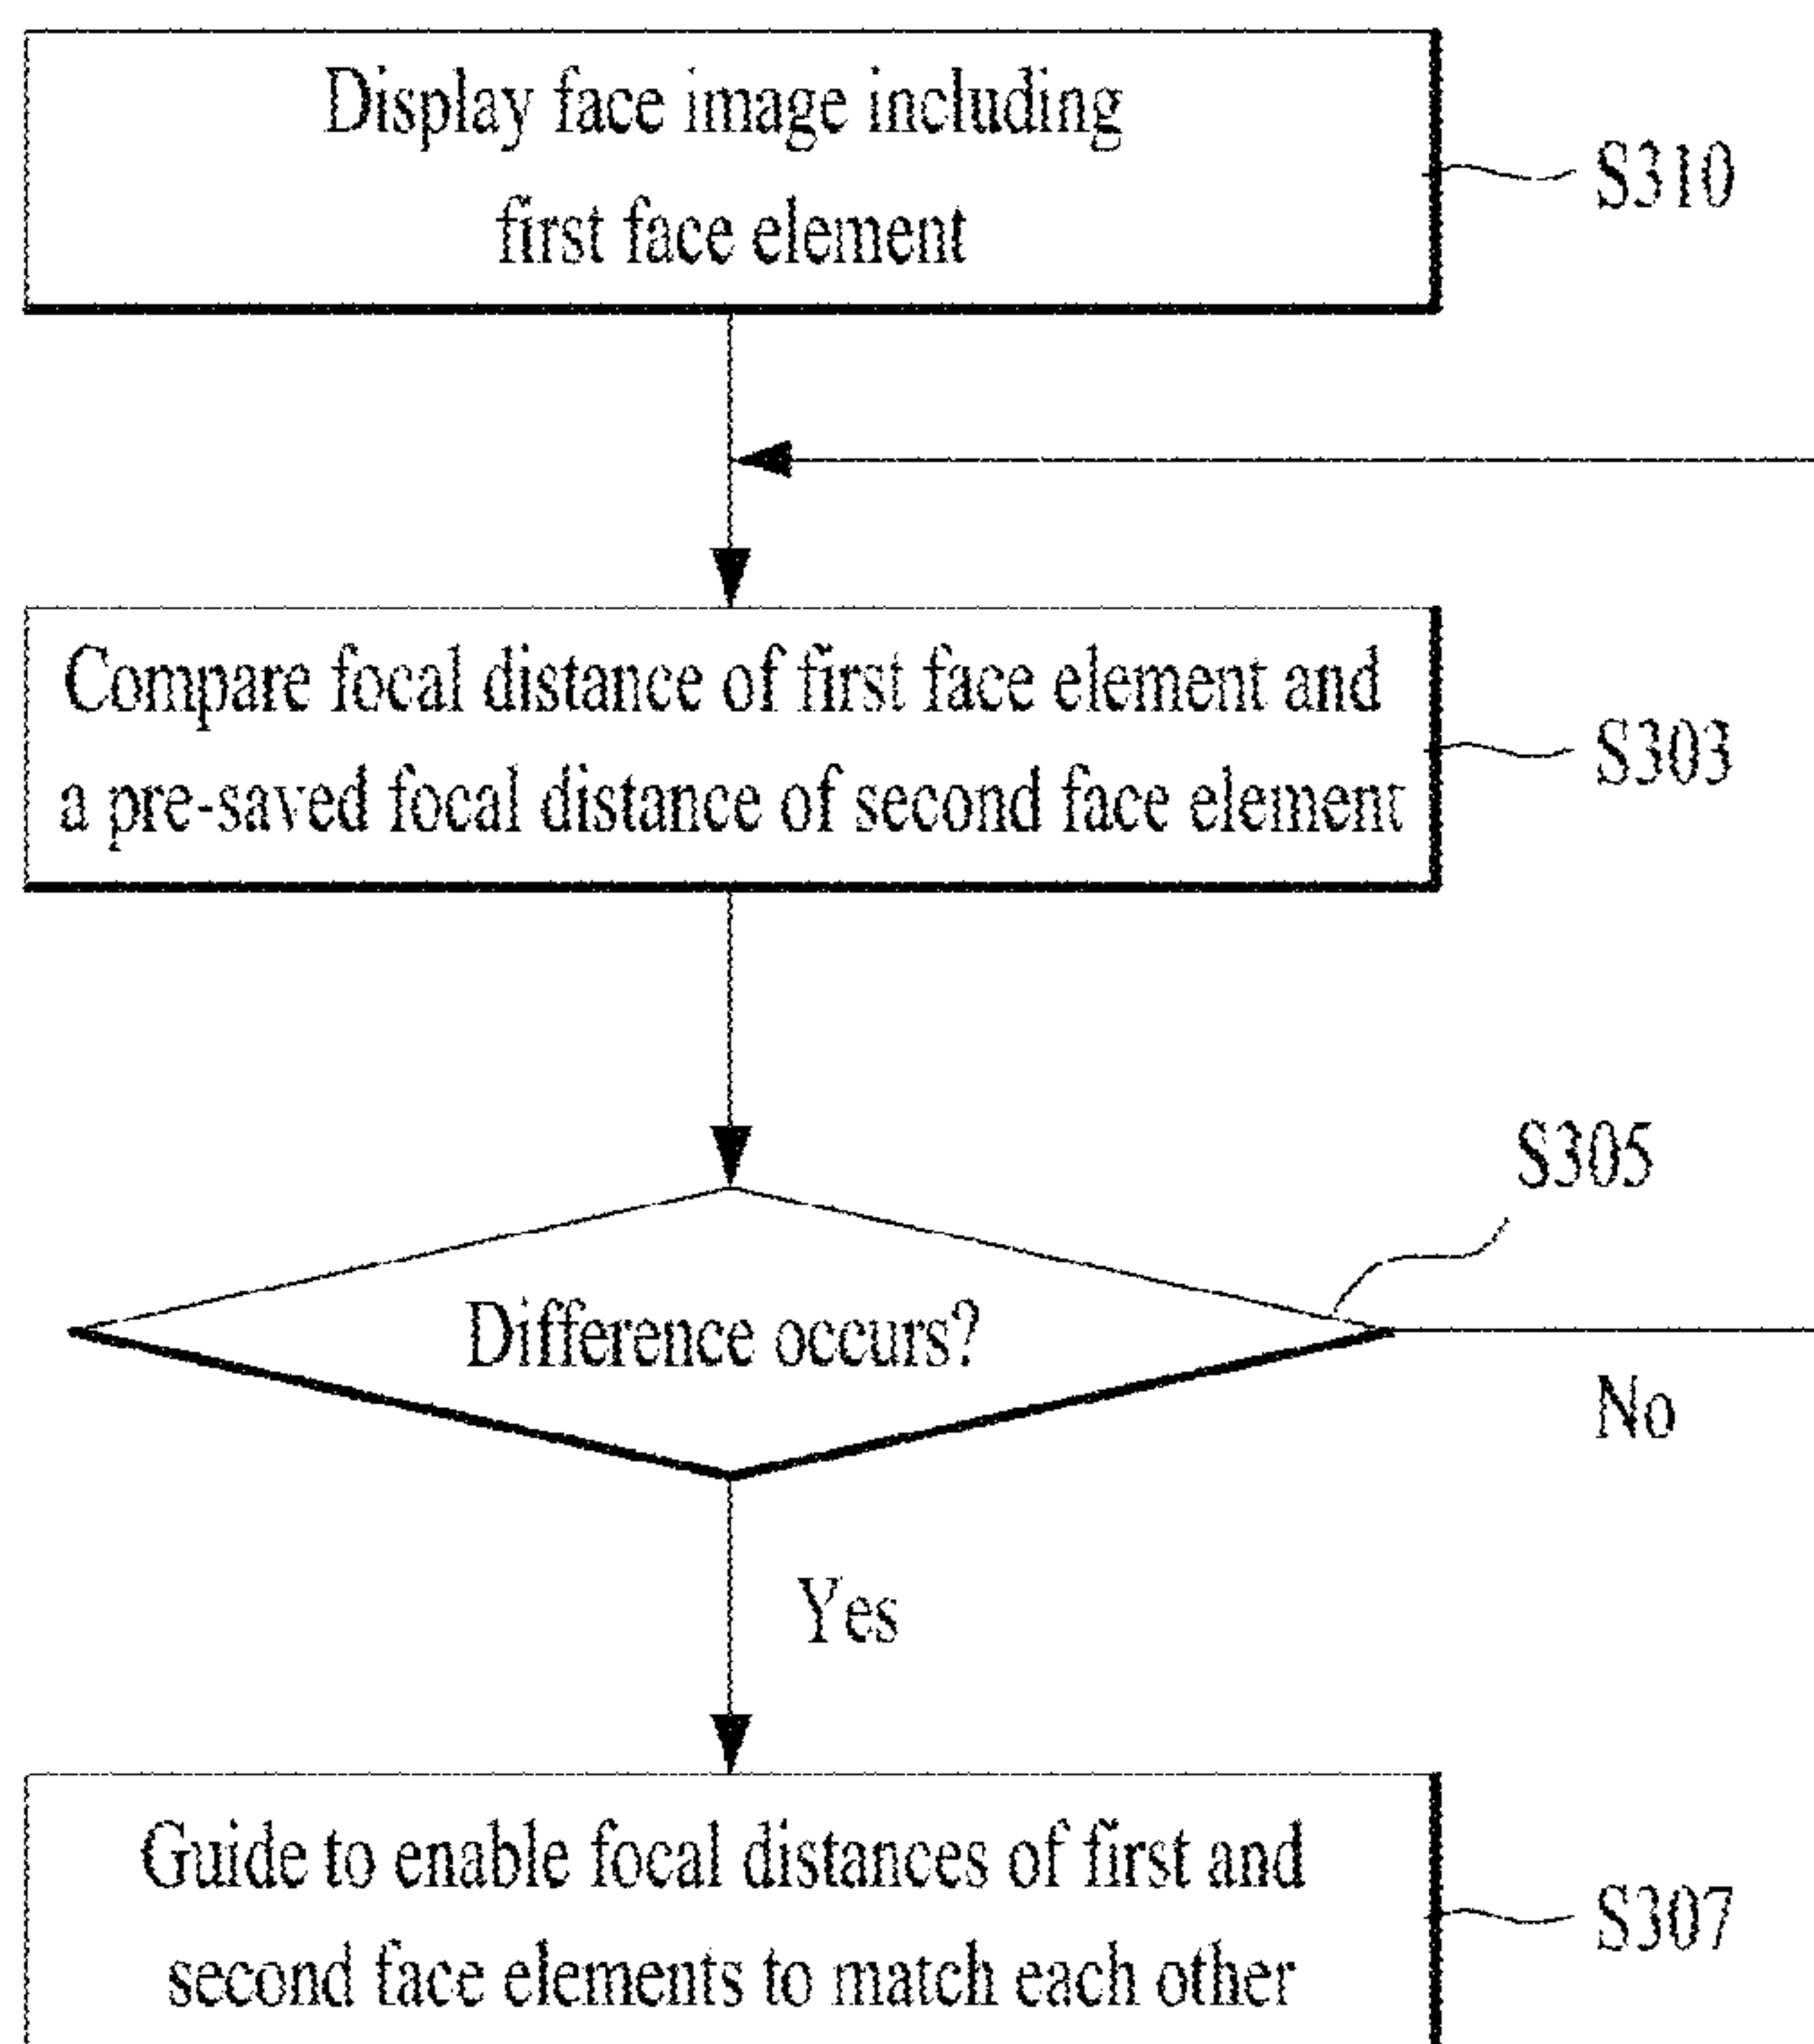 Display face image including
first face element
S310
Compare focal distance of first face element and
a pre-saved focal distance of second face element
S303
S305
Difference occurs?
No
Yes
Guide to enable focal distances of first and
second face elements to match each other
S307